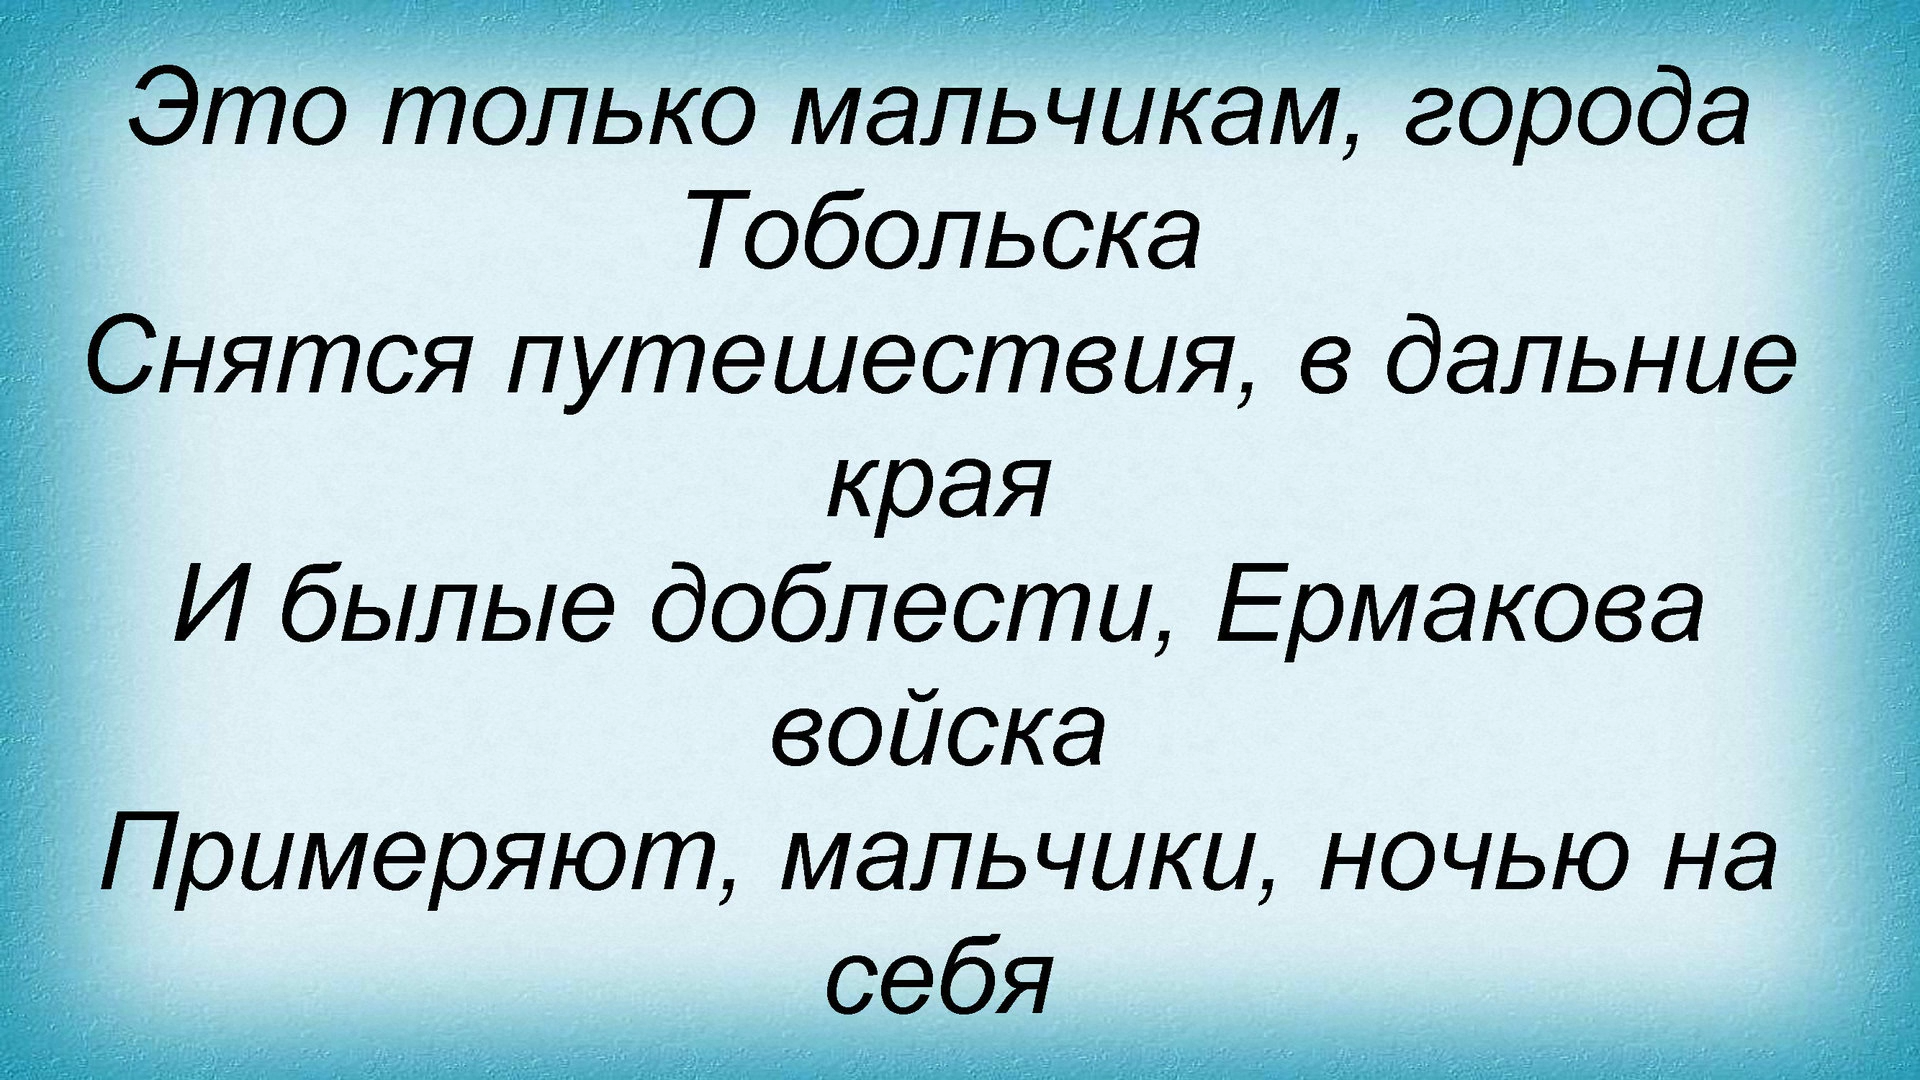 Это только мальчикам, города
Тобольска
Снятся путешествия, в дальние
края
И былые доблести, Ермакова
войска
Примеряют, мальчики, ночью на
себя